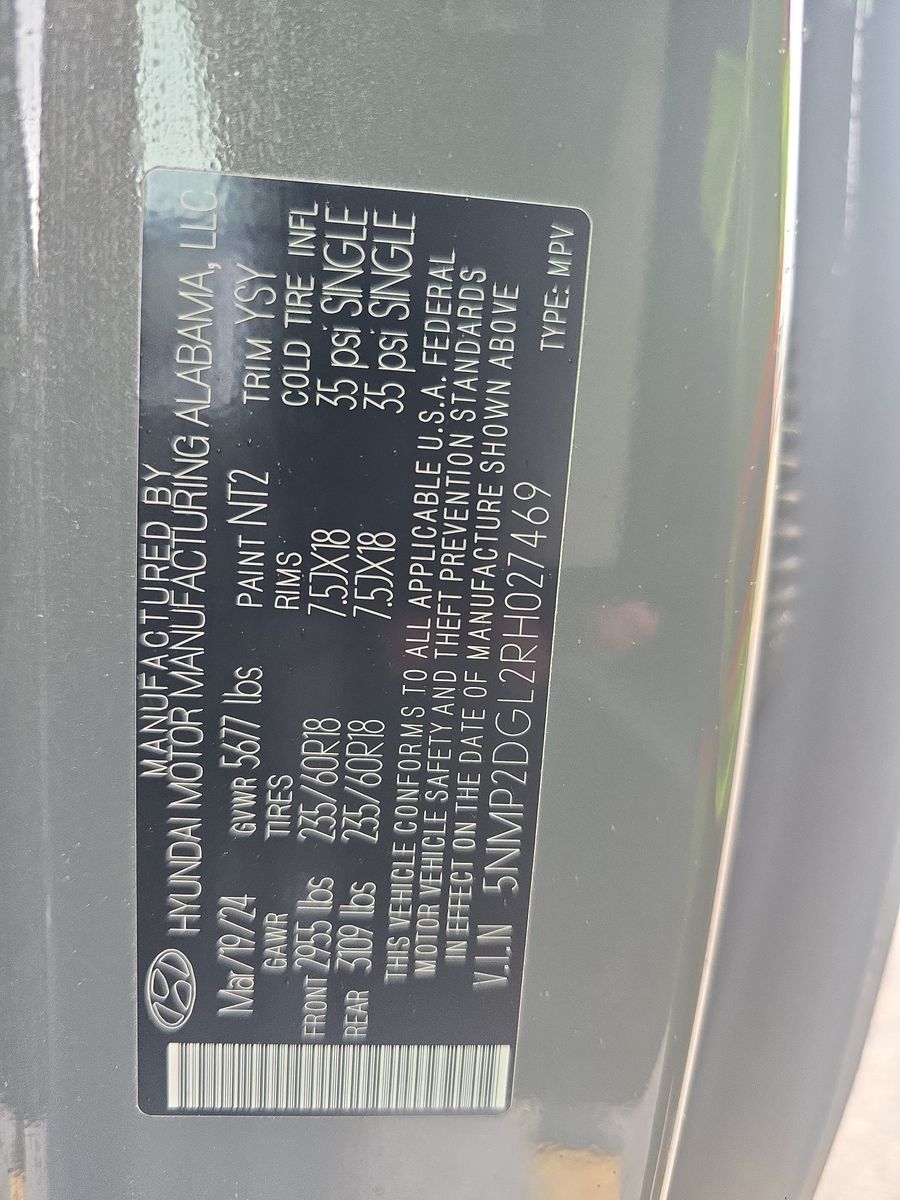 MANUFACTURED BY
HYUNDAI MOTOR MANUFACTURING ALABAMA, LLC
Mar/19/24 GVWR 5677 lbs PAINT NT2 TRIM YSY
GAWR TIRES RIMS COLD TIRE INFL
FRONT 2955 lbs 235/60R18 7.5JX18 35 psi SINGLE
REAR 3109 lbs 235/60R18 7.5JX18 35 psi SINGLE
THIS VEHICLE CONFORMS TO ALL APPLICABLE U.S.A. FEDERAL
MOTOR VEHICLE SAFETY AND THEFT PREVENTION STANDARDS
IN EFFECT ON THE DATE OF MANUFACTURE SHOWN ABOVE
V.I.N 5NMP2DGL2RH027469 TYPE: MPV